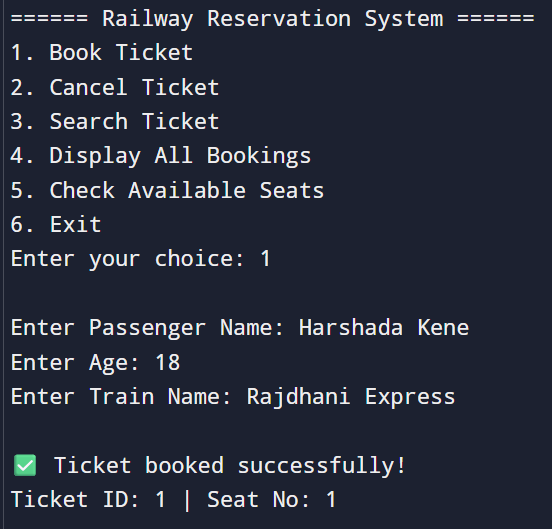 ====== Railway Reservation System ======
1. Book Ticket
2. Cancel Ticket
3. Search Ticket
4. Display All Bookings
5. Check Available Seats
6. Exit
Enter your choice: 1
Enter Passenger Name: Harshada Kene
Enter Age: 18
Enter Train Name: Rajdhani Express
✅ Ticket booked successfully!
Ticket ID: 1 | Seat No: 1